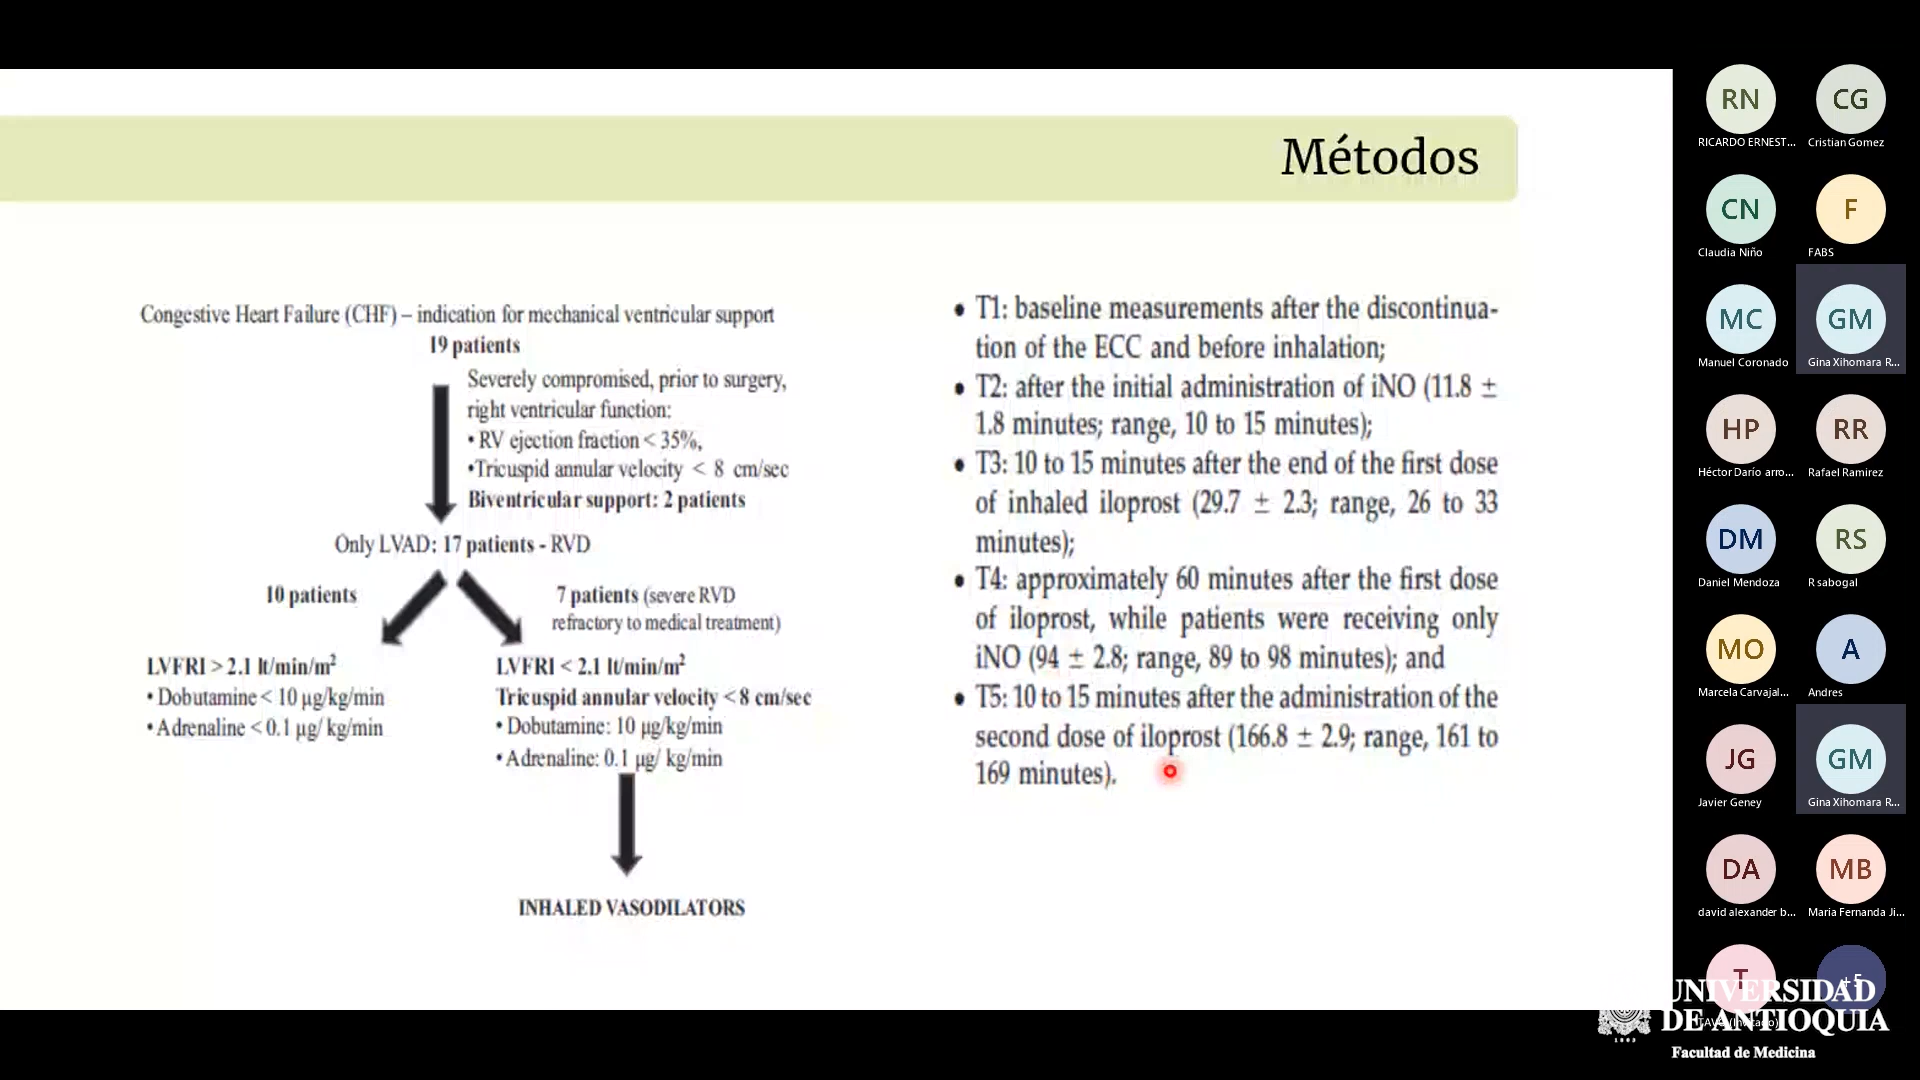 Métodos
Congestive Heart Failure (CHF) – indication for mechanical ventricular support
19 patients
Severely compromised, prior to surgery,
right ventricular function:
• RV ejection fraction < 35%,
•Tricuspid annular velocity < 8 cm/sec
Biventricular support: 2 patients
Only LVAD: 17 patients - RVD
10 patients
7 patients (severe RVD
refractory to medical treatment)
LVFRI > 2.1 lt/min/m²
• Dobutamine < 10 µg/kg/min
• Adrenaline < 0.1 µg/ kg/min
LVFRI < 2.1 lt/min/m²
Tricuspid annular velocity < 8 cm/sec
• Dobutamine: 10 µg/kg/min
• Adrenaline: 0.1 µg/ kg/min
INHALED VASODILATORS
• T1: baseline measurements after the discontinua-
tion of the ECC and before inhalation;
• T2: after the initial administration of iNO (11.8 ±
1.8 minutes; range, 10 to 15 minutes);
• T3: 10 to 15 minutes after the end of the first dose
of inhaled iloprost (29.7 ± 2.3; range, 26 to 33
minutes);
• T4: approximately 60 minutes after the first dose
of iloprost, while patients were receiving only
iNO (94 ± 2.8; range, 89 to 98 minutes); and
• T5: 10 to 15 minutes after the administration of the
second dose of iloprost (166.8 ± 2.9; range, 161 to
169 minutes).
RN
CG
RICARDO ERNEST...
Cristian Gomez
CN
F
Claudia Niño
FABS
MC
GM
Manuel Coronado
Gina Xihomara R...
HP
RR
Héctor Darío arro...
Rafael Ramirez
DM
RS
Daniel Mendoza
R sabogal
MO
A
Marcela Carvajal...
Andres
JG
GM
Javier Geney
Gina Xihomara R...
DA
MB
david alexander b...
Maria Fernanda Ji...
T
+5
UNIVERSIDAD
DE ANTIOQUIA
1803
Facultad de Medicina